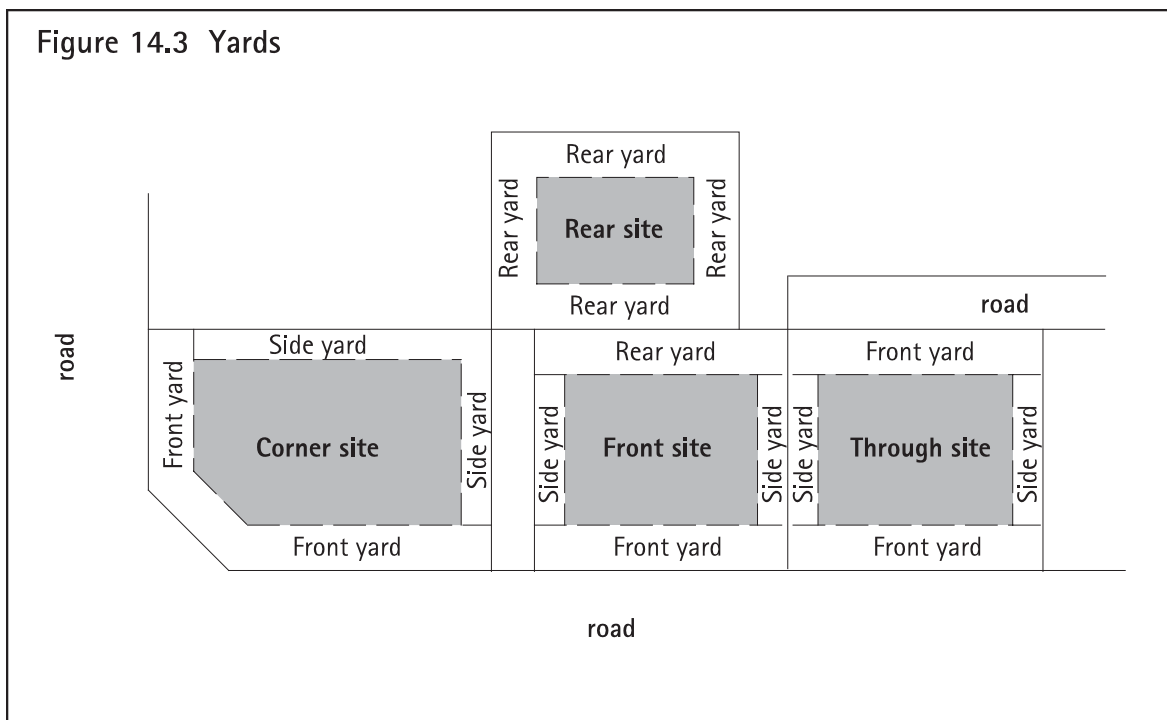 Figure 14.3 Yards
Rear yard
Rear yard
Rear site
Rear yard
Rear yard
road
road
Side yard
Front yard
Corner site
Side yard
Front yard
Rear yard
Side yard
Front site
Side yard
Front yard
Front yard
Side yard
Through site
Side yard
Front yard
road